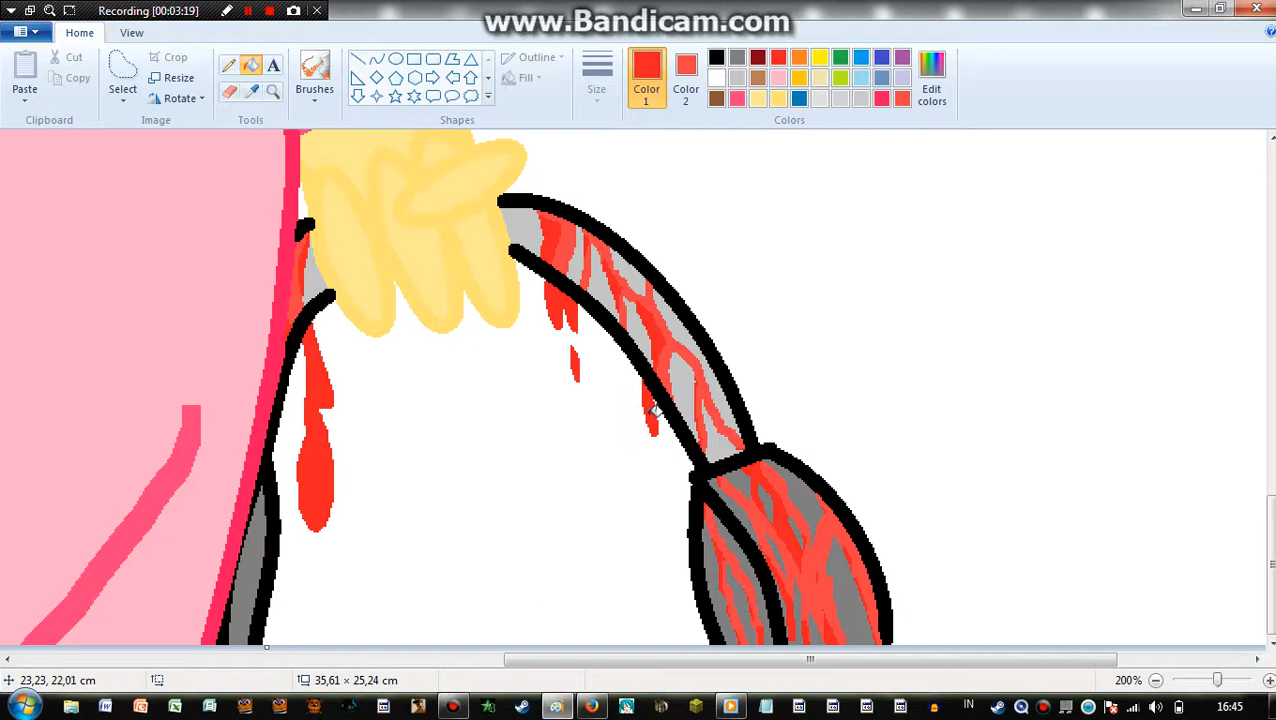 Recording [00:03:19]
www.Bandicam.com
Home View
Cut
Copy
Paste
Clipboard
Select
Crop
Resize
Rotate
Image
A
Tools
Brushes
Outline
Fill
Shapes
Size
Color 1
Color 2
Edit colors
Colors
23,23, 22,01 cm
35,61 × 25,24 cm
200%
IN
16:45